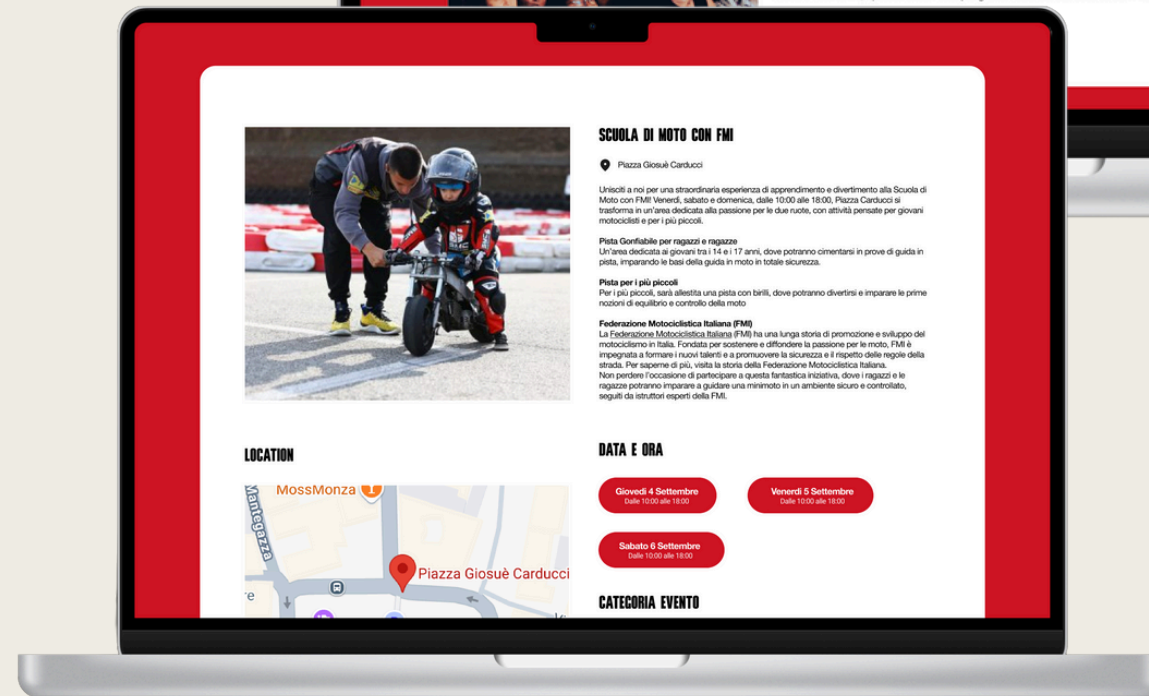 SCUOLA DI MOTO CON FMI
Piazza Giosuè Carducci
Unisciti a noi per una straordinaria esperienza di apprendimento e divertimento alla Scuola di
Moto con FMI! Venerdì, sabato e domenica, dalle 10:00 alle 18:00, Piazza Carducci si
trasforma in un'area dedicata alla passione per le due ruote, con attività pensate per giovani
motociclisti e per i più piccoli.
Pista Gonfiabile per ragazzi e ragazze
Un'area dedicata ai giovani tra i 14 e i 17 anni, dove potranno cimentarsi in prove di guida in
pista, imparando le basi della guida in moto in totale sicurezza.
Pista per i più piccoli
Per i più piccoli, sarà allestita una pista con birilli, dove potranno divertirsi e imparare le prime
nozioni di equilibrio e controllo della moto
Federazione Motociclistica Italiana (FMI)
La Federazione Motociclistica Italiana (FMI) ha una lunga storia di promozione e sviluppo del
motociclismo in Italia. Fondata per sostenere e diffondere la passione per le moto, FMI è
impegnata a formare i nuovi talenti e a promuovere la sicurezza e il rispetto delle regole della
strada. Per saperne di più, visita la storia della Federazione Motociclistica Italiana.
Non perdere l'occasione di partecipare a questa fantastica iniziativa, dove i ragazzi e le
ragazze potranno imparare a guidare una minimoto in un ambiente sicuro e controllato,
seguiti da istruttori esperti della FMI.
LOCATION
MossMonza
Mantegazza
Piazza Giosuè Carducci
DATA E ORA
Giovedì 4 Settembre
Dalle 10:00 alle 18:00
Venerdì 5 Settembre
Dalle 10:00 alle 18:00
Sabato 6 Settembre
Dalle 10:00 alle 18:00
CATEGORIA EVENTO